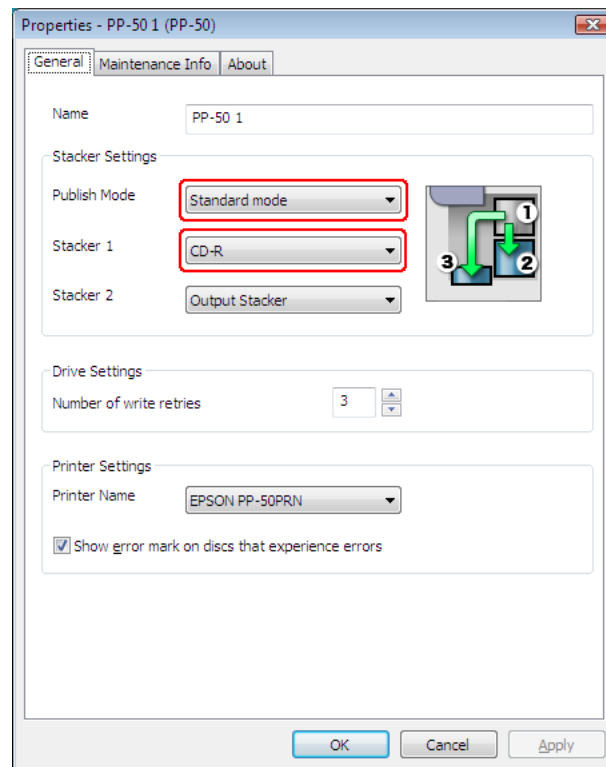 Properties - PP-50 1 (PP-50)
General Maintenance Info About
Name PP-50 1
Stacker Settings
Publish Mode Standard mode
Stacker 1 CD-R
Stacker 2 Output Stacker
1
3 2
Drive Settings
Number of write retries 3
Printer Settings
Printer Name EPSON PP-50PRN
Show error mark on discs that experience errors
OK Cancel Apply